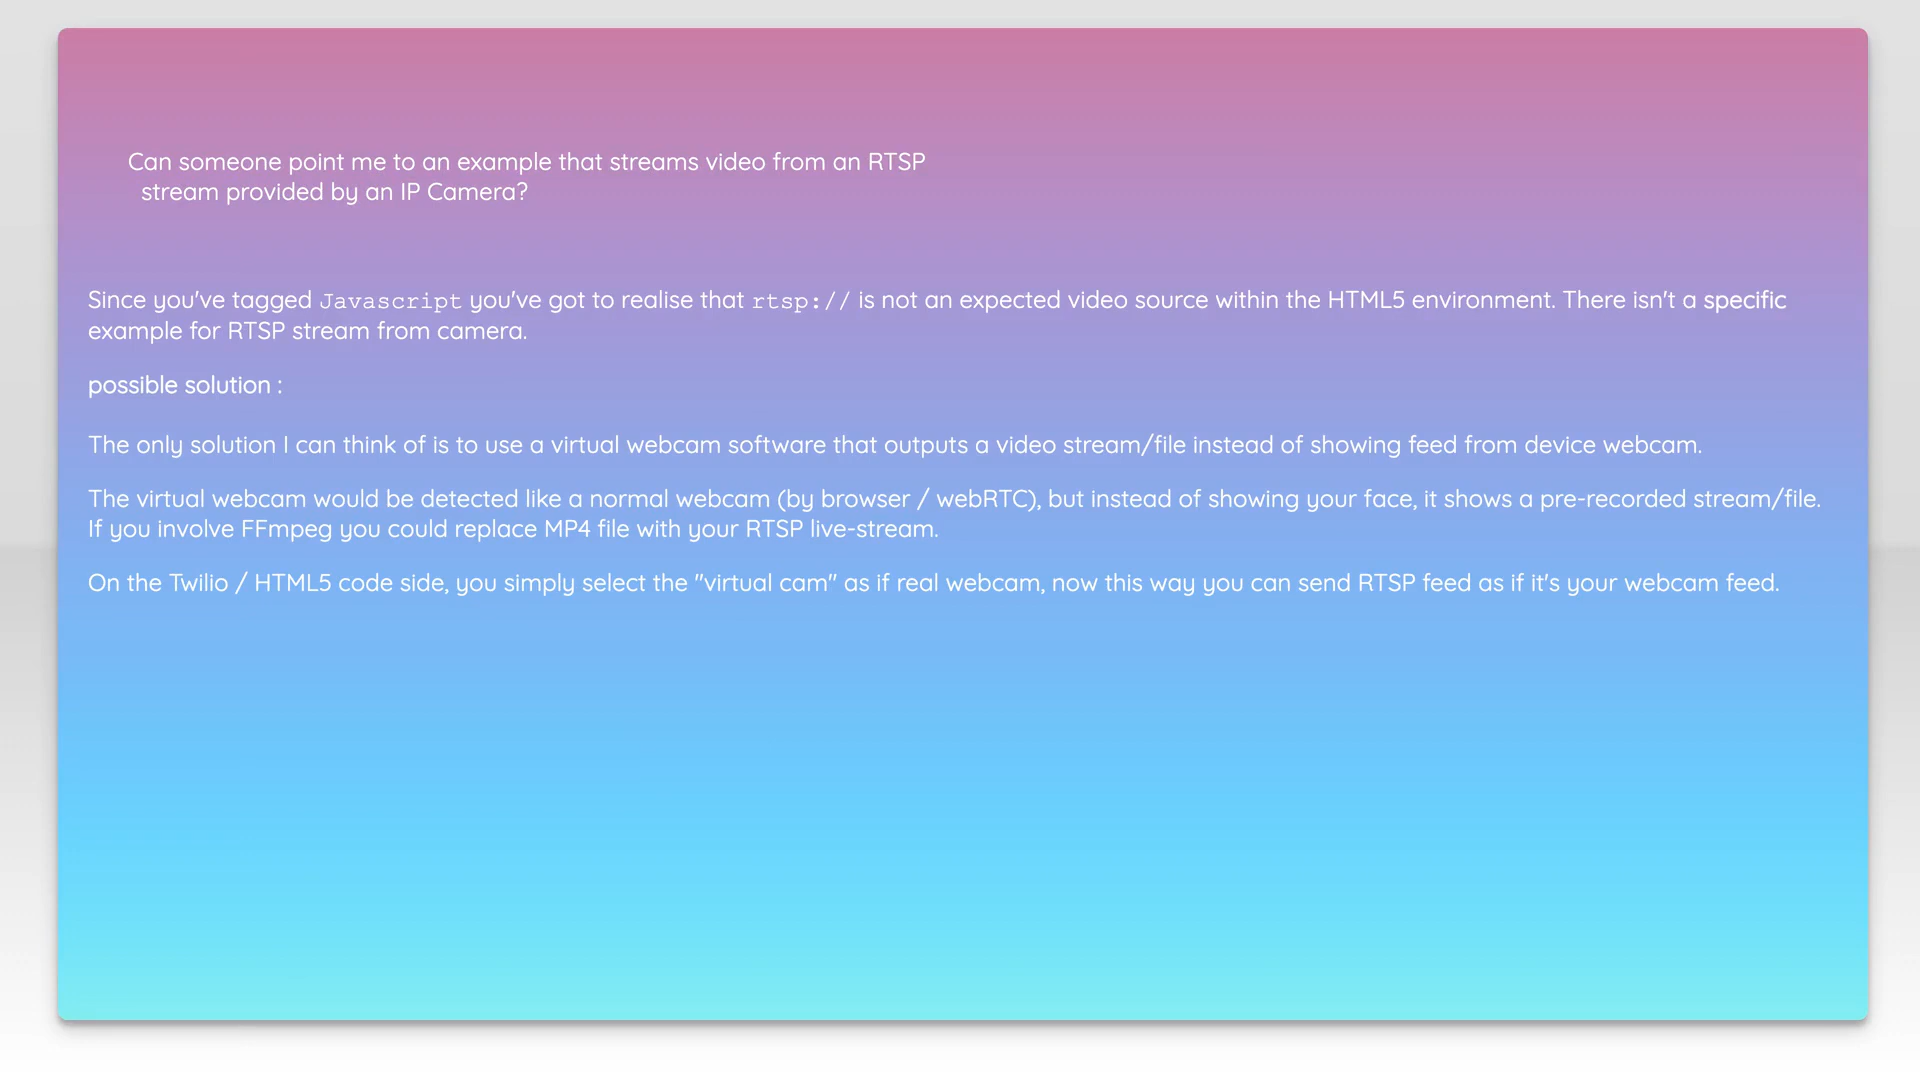 Can someone point me to an example that streams video from an RTSP
stream provided by an IP Camera?
Since you've tagged Javascript you've got to realise that rtsp:// is not an expected video source within the HTML5 environment. There isn't a specific
example for RTSP stream from camera.
possible solution :
The only solution I can think of is to use a virtual webcam software that outputs a video stream/file instead of showing feed from device webcam.
The virtual webcam would be detected like a normal webcam (by browser / webRTC), but instead of showing your face, it shows a pre-recorded stream/file.
If you involve FFmpeg you could replace MP4 file with your RTSP live-stream.
On the Twilio / HTML5 code side, you simply select the "virtual cam" as if real webcam, now this way you can send RTSP feed as if it's your webcam feed.